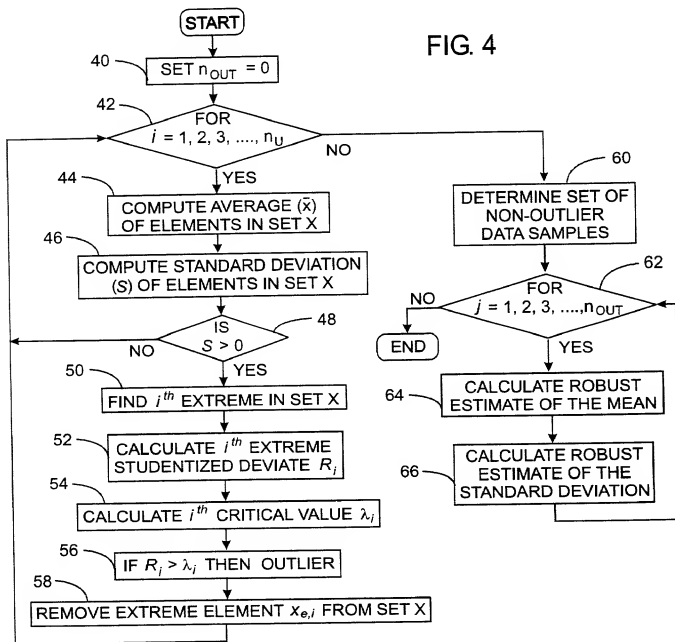 START
FIG. 4
40
SET nOUT = 0
42
FOR
i = 1, 2, 3, ...., nU
NO
YES
44
COMPUTE AVERAGE (x̄)
OF ELEMENTS IN SET X
46
COMPUTE STANDARD DEVIATION
(S) OF ELEMENTS IN SET X
48
IS
S > 0
NO
YES
50
FIND i th EXTREME IN SET X
52
CALCULATE i th EXTREME
STUDENTIZED DEVIATE Ri
54
CALCULATE i th CRITICAL VALUE λi
56
IF Ri > λi THEN OUTLIER
58
REMOVE EXTREME ELEMENT xe,i FROM SET X
60
DETERMINE SET OF
NON-OUTLIER
DATA SAMPLES
62
FOR
j = 1, 2, 3, ....,nOUT
NO
END
YES
64
CALCULATE ROBUST
ESTIMATE OF THE MEAN
66
CALCULATE ROBUST
ESTIMATE OF THE
STANDARD DEVIATION